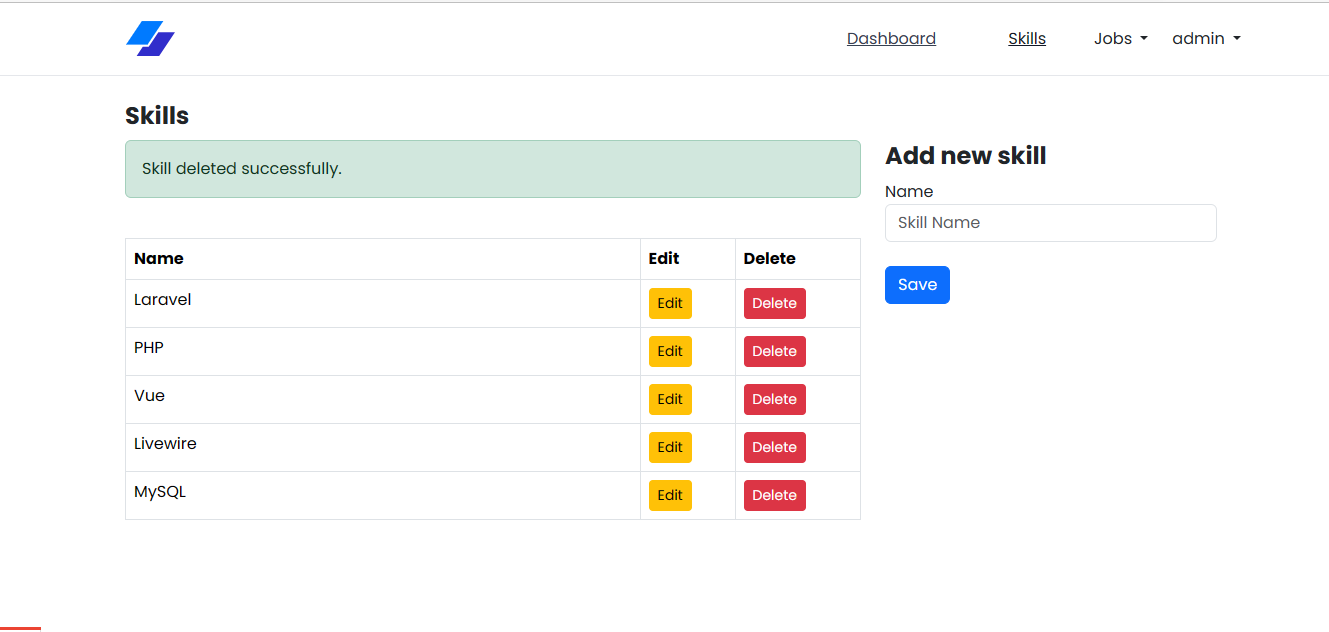 Dashboard Skills Jobs admin
Skills
Skill deleted successfully.
Name Edit Delete
Laravel Edit Delete
PHP Edit Delete
Vue Edit Delete
Livewire Edit Delete
MySQL Edit Delete
Add new skill
Name
Skill Name
Save